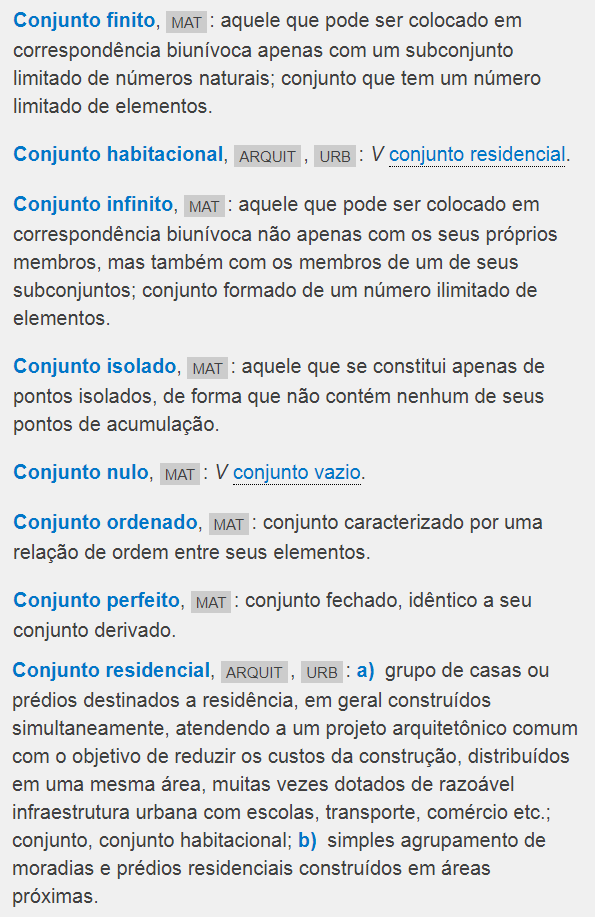 Conjunto finito, MAT : aquele que pode ser colocado em
correspondência biunívoca apenas com um subconjunto
limitado de números naturais; conjunto que tem um número
limitado de elementos.
Conjunto habitacional, ARQUIT , URB : V conjunto residencial.
Conjunto infinito, MAT : aquele que pode ser colocado em
correspondência biunívoca não apenas com os seus próprios
membros, mas também com os membros de um de seus
subconjuntos; conjunto formado de um número ilimitado de
elementos.
Conjunto isolado, MAT : aquele que se constitui apenas de
pontos isolados, de forma que não contém nenhum de seus
pontos de acumulação.
Conjunto nulo, MAT : V conjunto vazio.
Conjunto ordenado, MAT : conjunto caracterizado por uma
relação de ordem entre seus elementos.
Conjunto perfeito, MAT : conjunto fechado, idêntico a seu
conjunto derivado.
Conjunto residencial, ARQUIT , URB : a) grupo de casas ou
prédios destinados a residência, em geral construídos
simultaneamente, atendendo a um projeto arquitetônico comum
com o objetivo de reduzir os custos da construção, distribuídos
em uma mesma área, muitas vezes dotados de razoável
infraestrutura urbana com escolas, transporte, comércio etc.;
conjunto, conjunto habitacional; b) simples agrupamento de
moradias e prédios residenciais construídos em áreas
próximas.